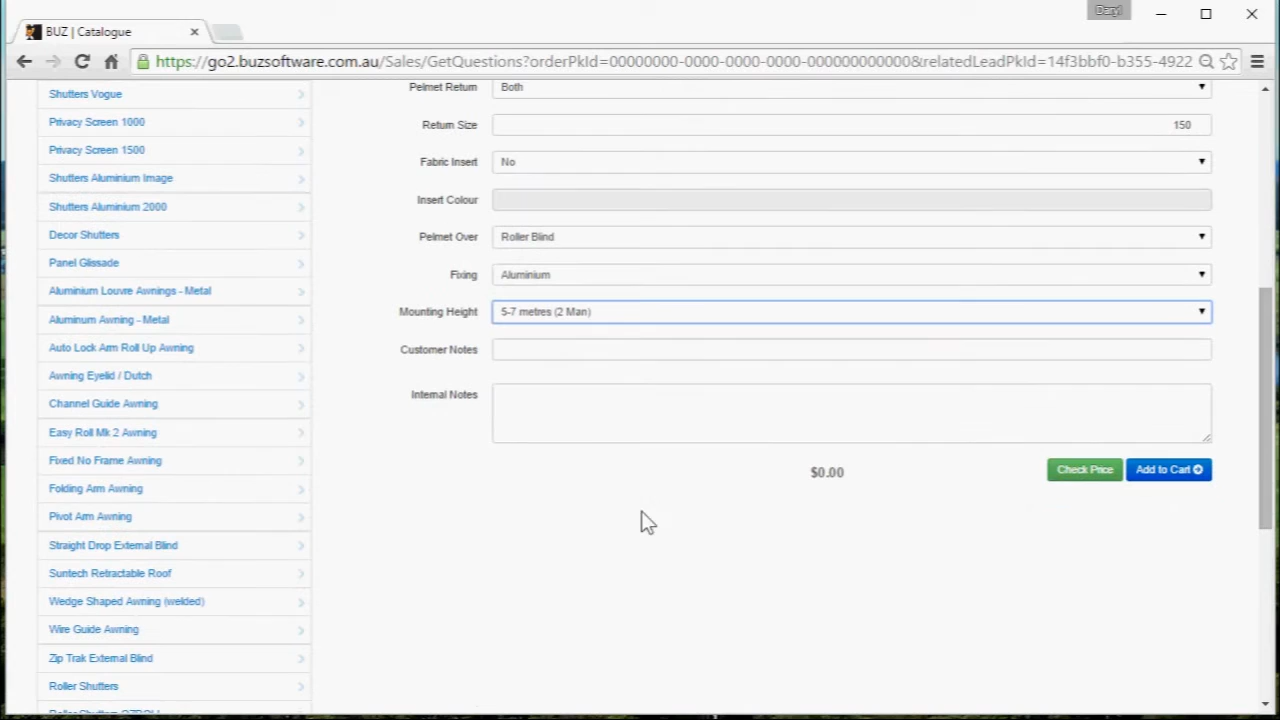 Daryl
BUZ | Catalogue
https://go2.buzsoftware.com.au/Sales/GetQuestions?orderPkId=00000000-0000-0000-0000-000000000000&relatedLeadPkId=14f3bbf0-b355-4922
Shutters Vogue
Privacy Screen 1000
Privacy Screen 1500
Shutters Aluminium Image
Shutters Aluminium 2000
Decor Shutters
Panel Glissade
Aluminium Louvre Awnings - Metal
Aluminum Awning - Metal
Auto Lock Arm Roll Up Awning
Awning Eyelid / Dutch
Channel Guide Awning
Easy Roll Mk 2 Awning
Fixed No Frame Awning
Folding Arm Awning
Pivot Arm Awning
Straight Drop External Blind
Suntech Retractable Roof
Wedge Shaped Awning (welded)
Wire Guide Awning
Zip Trak External Blind
Roller Shutters
Pelmet Return Both
Return Size 150
Fabric Insert No
Insert Colour
Pelmet Over Roller Blind
Fixing Aluminium
Mounting Height 5-7 metres (2 Man)
Customer Notes
Internal Notes
$0.00 Check Price Add to Cart